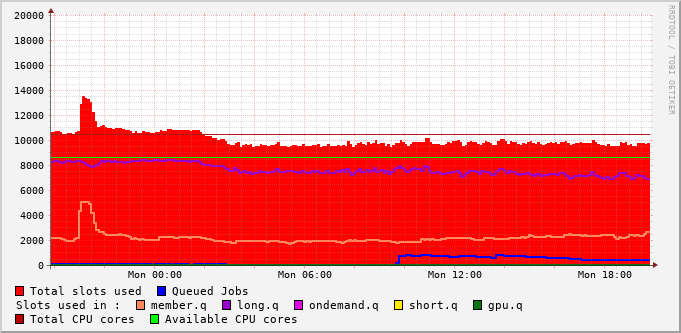 20000
18000
16000
14000
12000
10000
8000
6000
4000
2000
0
Mon 00:00 Mon 06:00 Mon 12:00 Mon 18:00
RRDTOOL / TOBI OETIKER
Total slots used Queued Jobs
Slots used in : member.q long.q ondemand.q short.q gpu.q
Total CPU cores Available CPU cores